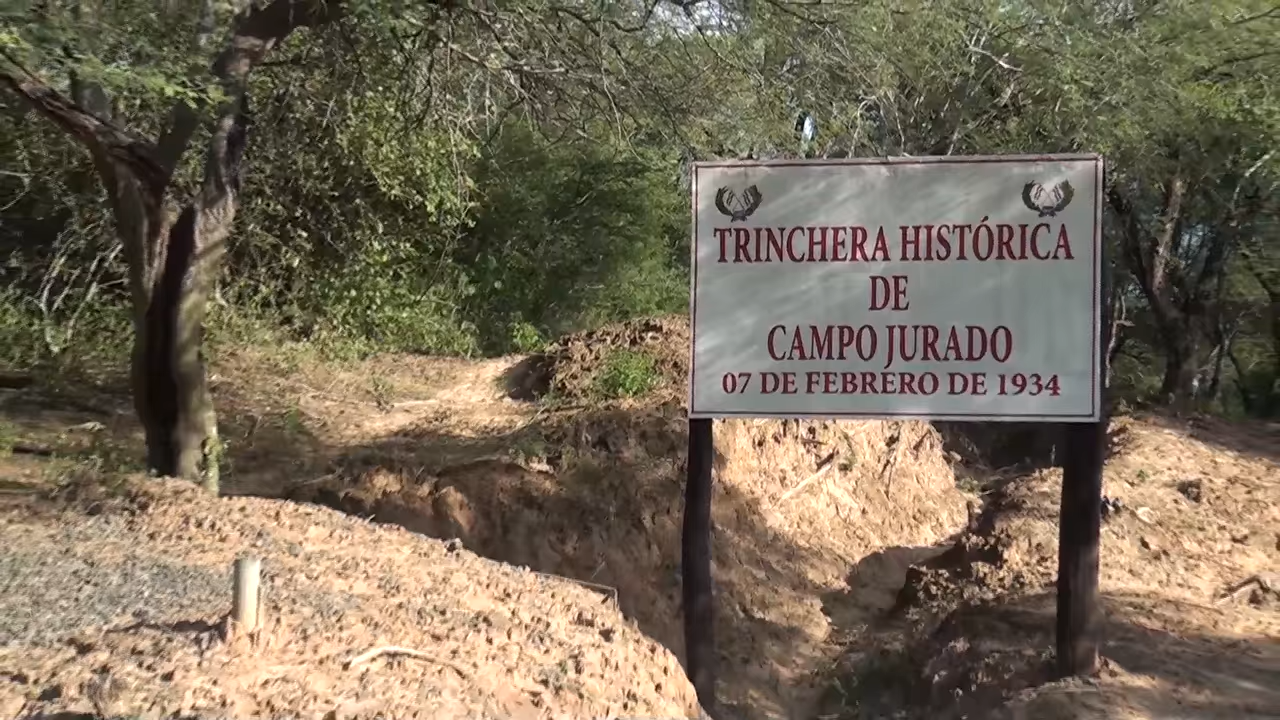 TRINCHERA HISTÓRICA
DE
CAMPO JURADO
07 DE FEBRERO DE 1934